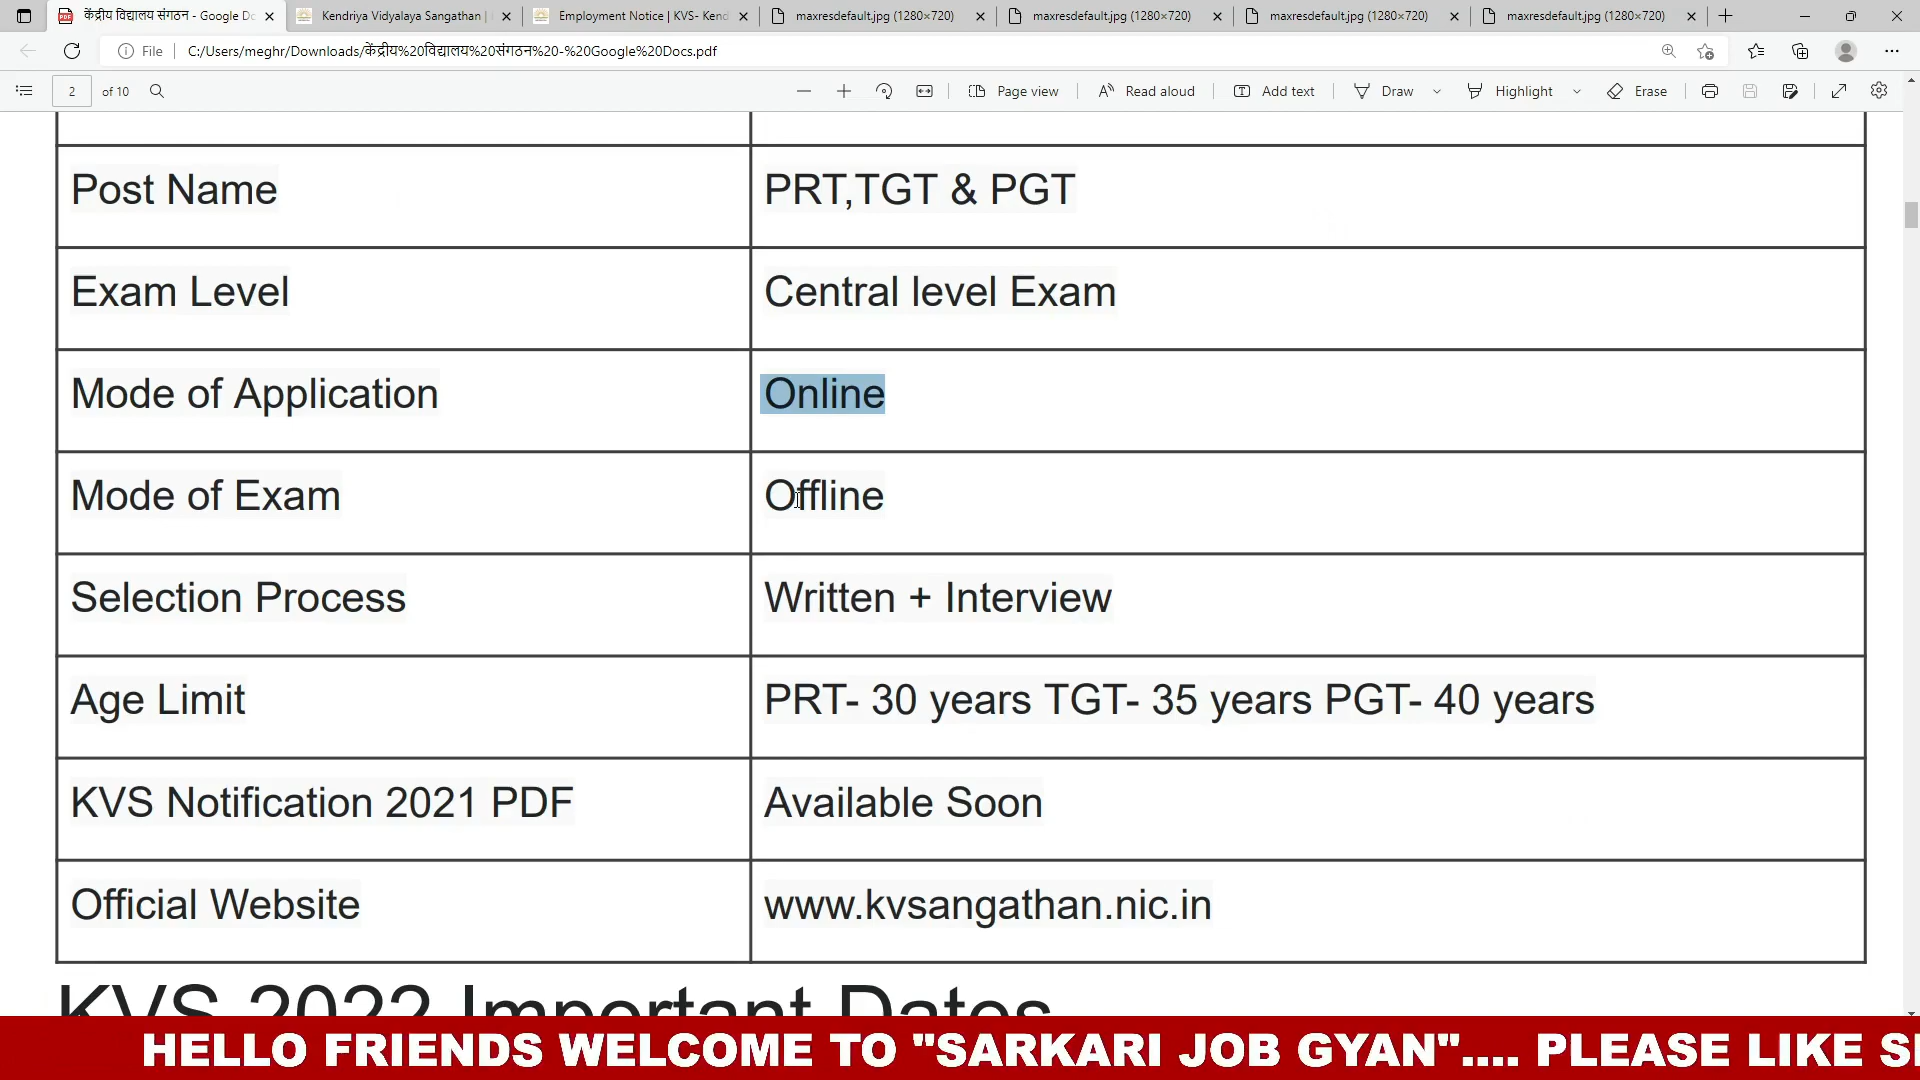 केंद्रीय विद्यालय संगठन - Google Dc
Kendriya Vidyalaya Sangathan |
Employment Notice | KVS- Kend
maxresdefault.jpg (1280×720)
maxresdefault.jpg (1280×720)
maxresdefault.jpg (1280×720)
maxresdefault.jpg (1280×720)
File
C:/Users/meghr/Downloads/केंद्रीय%20विद्यालय%20संगठन%20-%20Google%20Docs.pdf
2 of 10
Page view
Read aloud
Add text
Draw
Highlight
Erase
Post Name PRT,TGT & PGT
Exam Level Central level Exam
Mode of Application Online
Mode of Exam Offline
Selection Process Written + Interview
Age Limit PRT- 30 years TGT- 35 years PGT- 40 years
KVS Notification 2021 PDF Available Soon
Official Website www.kvsangathan.nic.in
KVS 2022 Important Dates
HELLO FRIENDS WELCOME TO "SARKARI JOB GYAN".... PLEASE LIKE S